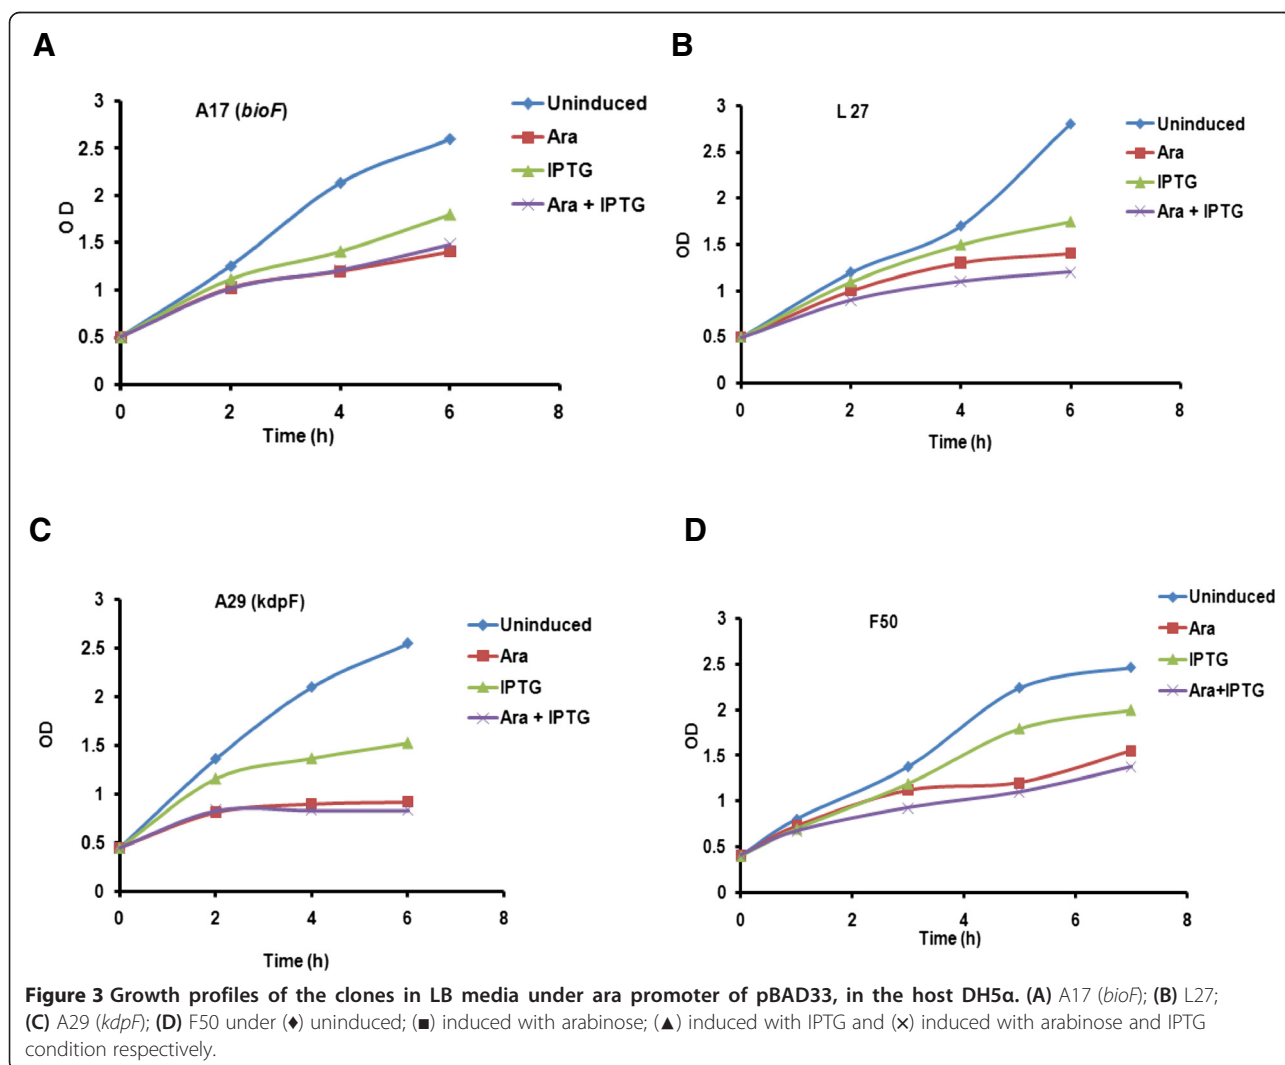 A
A17 (bioF)
Uninduced
Ara
IPTG
Ara + IPTG
3
2.5
2
1.5
1
0.5
0
O D
0 2 4 6 8
Time (h)
B
L 27
Uninduced
Ara
IPTG
Ara + IPTG
3
2.5
2
1.5
1
0.5
0
OD
0 2 4 6 8
Time (h)
C
A29 (kdpF)
Uninduced
Ara
IPTG
Ara + IPTG
3
2.5
2
1.5
1
0.5
0
OD
0 2 4 6 8
Time (h)
D
F50
Uninduced
Ara
IPTG
Ara+IPTG
3
2.5
2
1.5
1
0.5
0
OD
0 2 4 6 8
Time (h)
Figure 3 Growth profiles of the clones in LB media under ara promoter of pBAD33, in the host DH5α. (A) A17 (bioF); (B) L27;
(C) A29 (kdpF); (D) F50 under (♦) uninduced; (■) induced with arabinose; (▲) induced with IPTG and (×) induced with arabinose and IPTG
condition respectively.